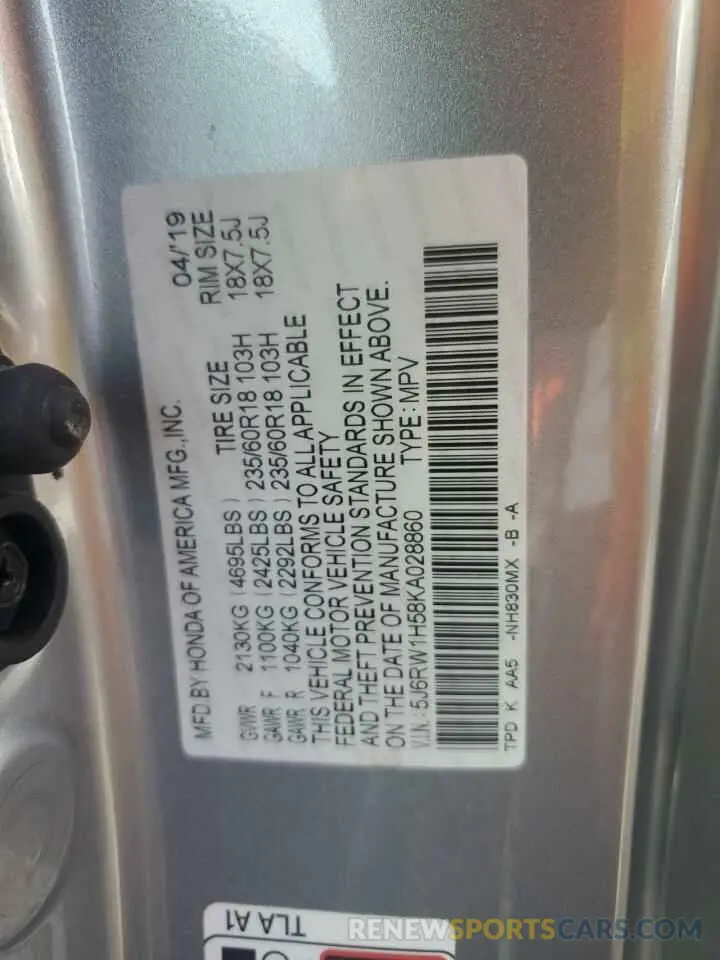 MFD.BY HONDA OF AMERICA MFG.,INC. 04/'19
TIRE SIZE RIM SIZE
GVWR 2130KG (4695LBS)
GAWR F 1100KG (2425LBS) 235/60R18 103H 18X7.5J
GAWR R 1040KG (2292LBS) 235/60R18 103H 18X7.5J
THIS VEHICLE CONFORMS TO ALL APPLICABLE
FEDERAL MOTOR VEHICLE SAFETY
AND THEFT PREVENTION STANDARDS IN EFFECT
ON THE DATE OF MANUFACTURE SHOWN ABOVE.
V.I.N.: 5J6RW1H58KA028860 TYPE: MPV
TPD K AA5 -NH830MX -B -A
TLA A1
RENEWSPORTSCARS.COM